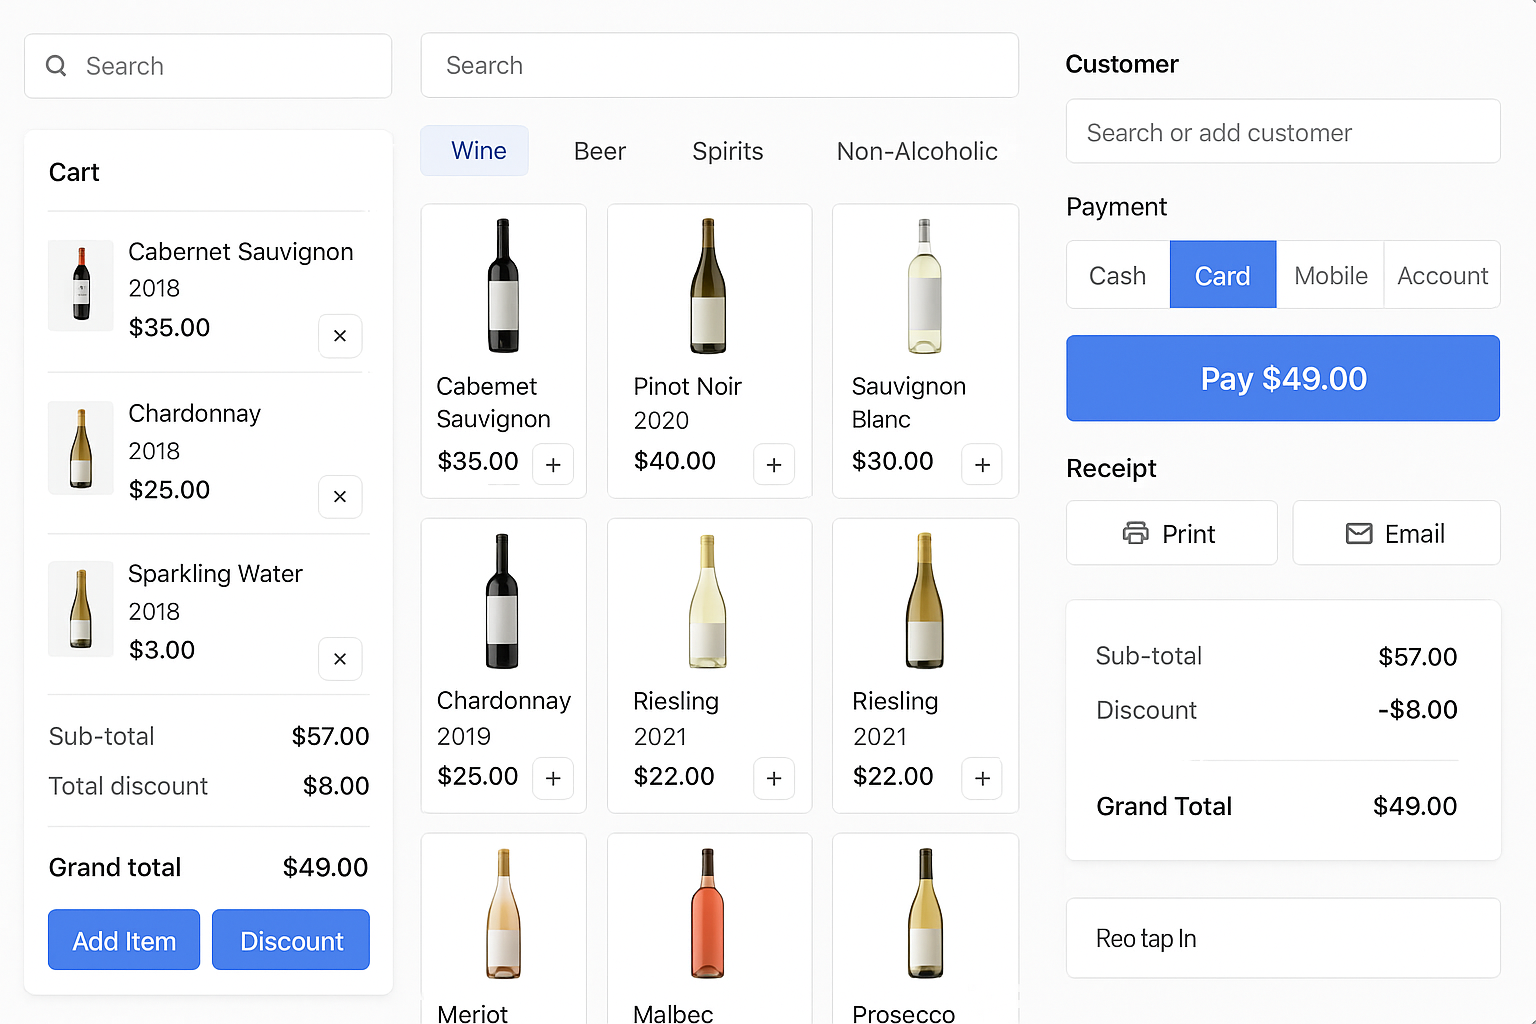 Search
Cart
Cabernet Sauvignon
2018
$35.00
×
Chardonnay
2018
$25.00
×
Sparkling Water
2018
$3.00
×
Sub-total $57.00
Total discount $8.00
Grand total $49.00
Add Item Discount
Search
Wine Beer Spirits Non-Alcoholic
Cabemet
Sauvignon
$35.00 +
Pinot Noir
2020
$40.00 +
Sauvignon
Blanc
$30.00 +
Chardonnay
2019
$25.00 +
Riesling
2021
$22.00 +
Riesling
2021
$22.00 +
Meriot
Malbec
Prosecco
Customer
Search or add customer
Payment
Cash Card Mobile Account
Pay $49.00
Receipt
Print Email
Sub-total $57.00
Discount -$8.00
Grand Total $49.00
Reo tap In